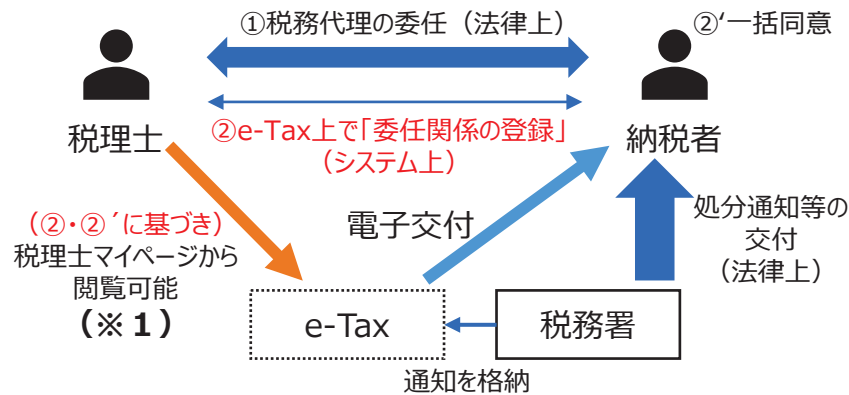 ①税務代理の委任（法律上）
②‘一括同意
税理士
②e-Tax上で「委任関係の登録」
（システム上）
納税者
（②・②´に基づき）
税理士マイページから
閲覧可能
（※１）
電子交付
処分通知等の
交付
（法律上）
e-Tax
税務署
通知を格納